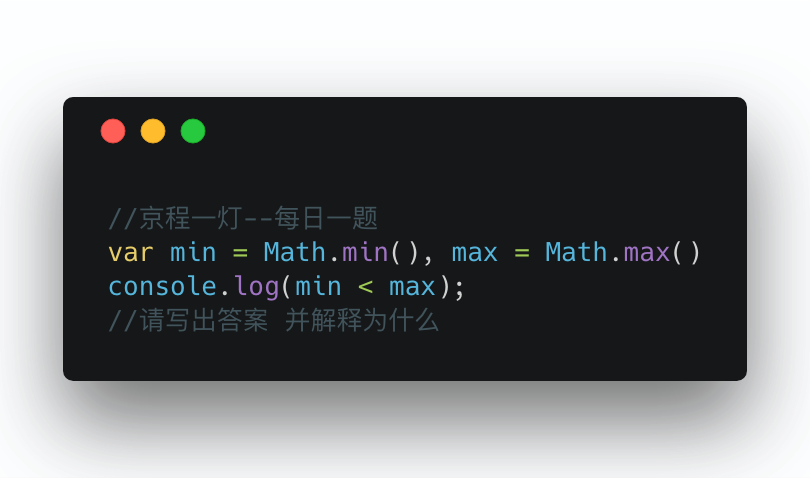 //京程一灯--每日一题
var min = Math.min(), max = Math.max()
console.log(min < max);
//请写出答案 并解释为什么